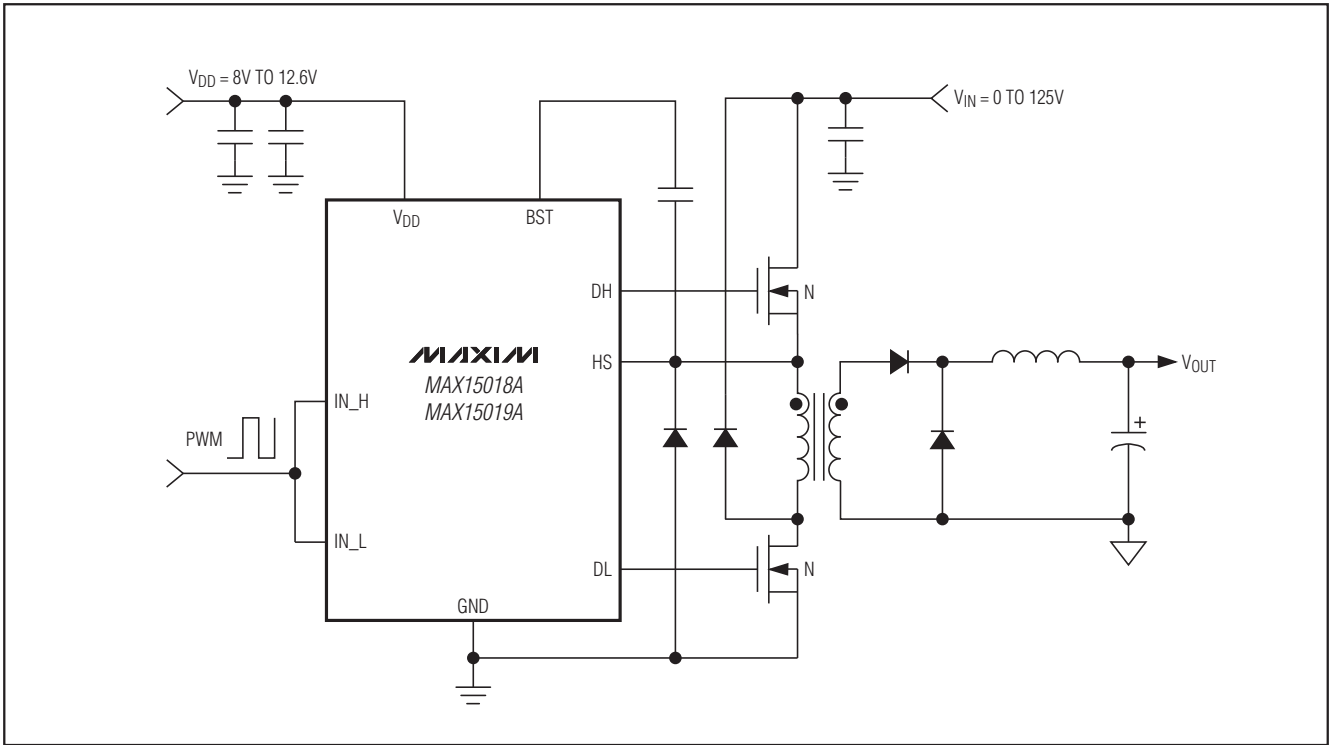 VDD = 8V TO 12.6V
VIN = 0 TO 125V
VDD
BST
DH
N
MAXIM
HS
MAX15018A
MAX15019A
VOUT
IN_H
PWM
+
IN_L
DL
N
GND